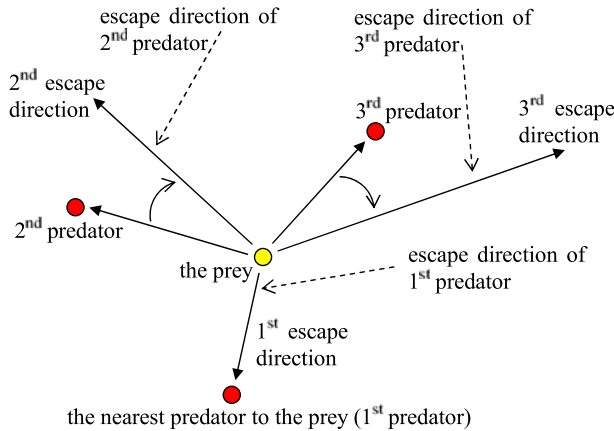 escape direction of
2nd predator
escape direction of
3rd predator
2nd escape
direction
3rd predator
3rd escape
direction
2nd predator
the prey
escape direction of
1st predator
1st escape
direction
the nearest predator to the prey (1st predator)